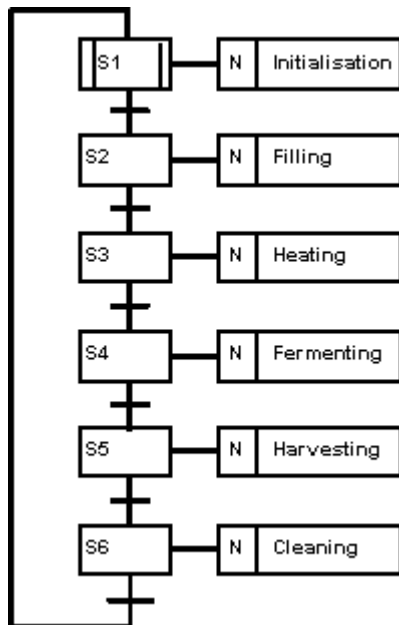 S1 N Initialisation
S2 N Filling
S3 N Heating
S4 N Fermenting
S5 N Harvesting
S6 N Cleaning